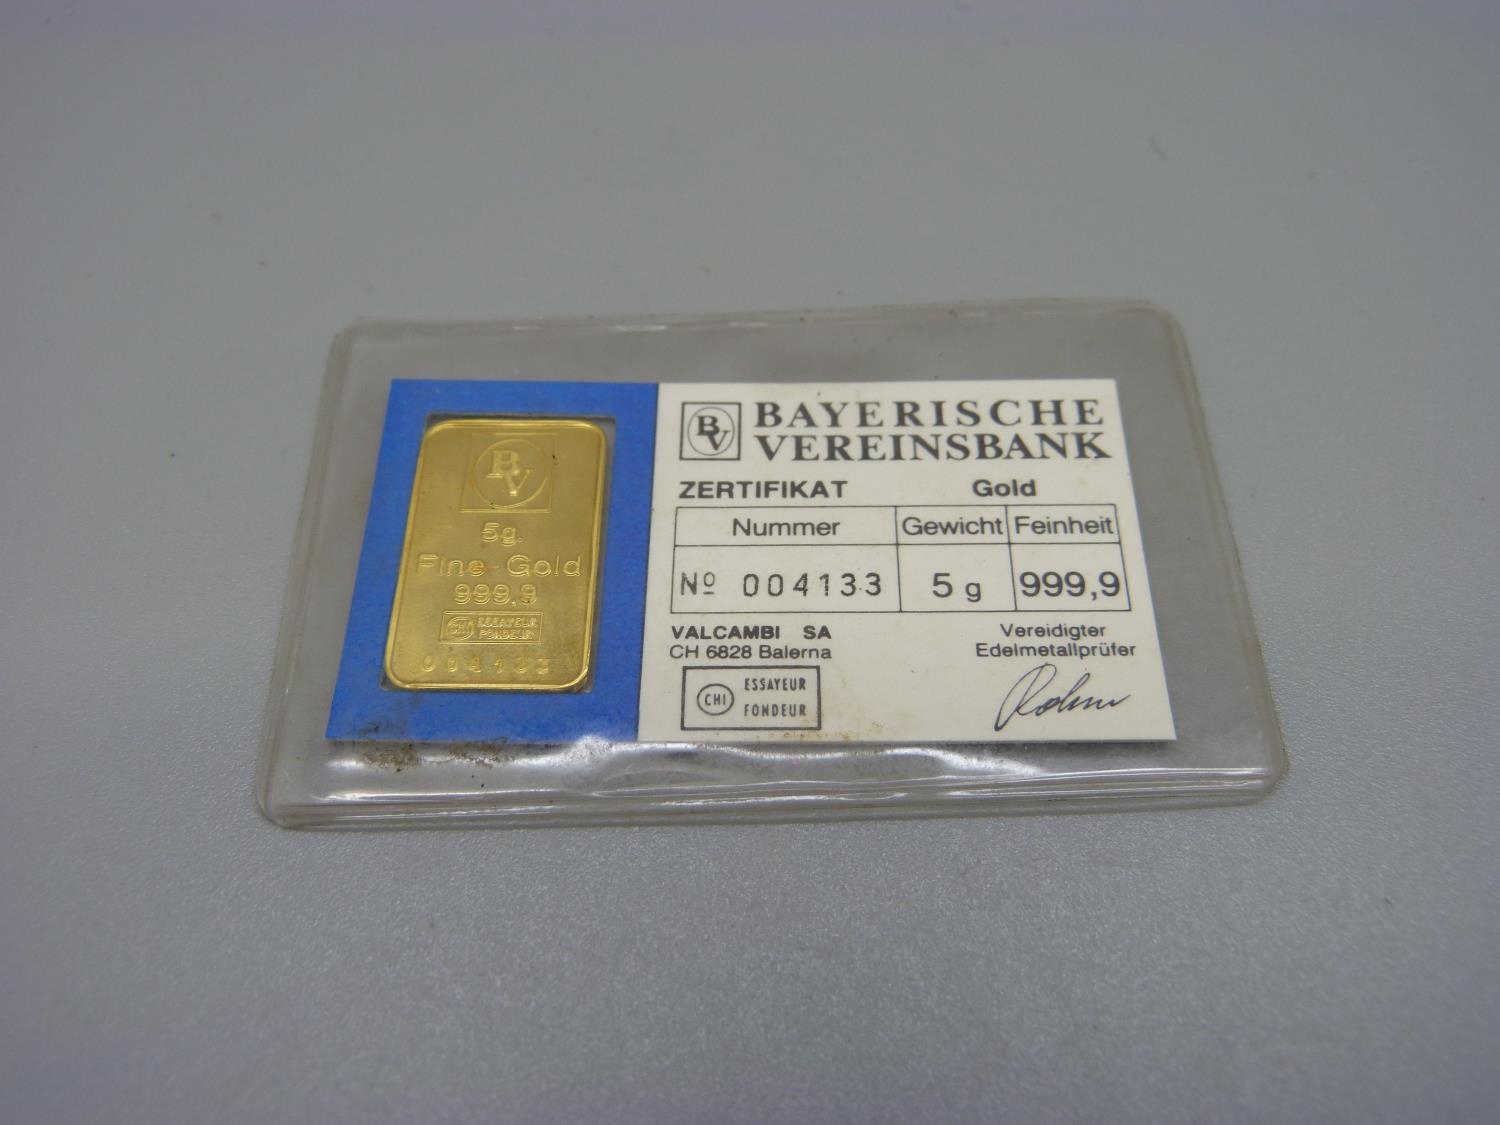 BV
5g.
Fine-Gold
999,9
CHI ESSAYEUR
FONDEUR
004133
BV BAYERISCHE
VEREINSBANK
ZERTIFIKAT Gold
Nummer Gewicht Feinheit
Nº 004133 5 g 999,9
VALCAMBI SA
CH 6828 Balerna
Vereidigter
Edelmetallprüfer
CHI ESSAYEUR
FONDEUR